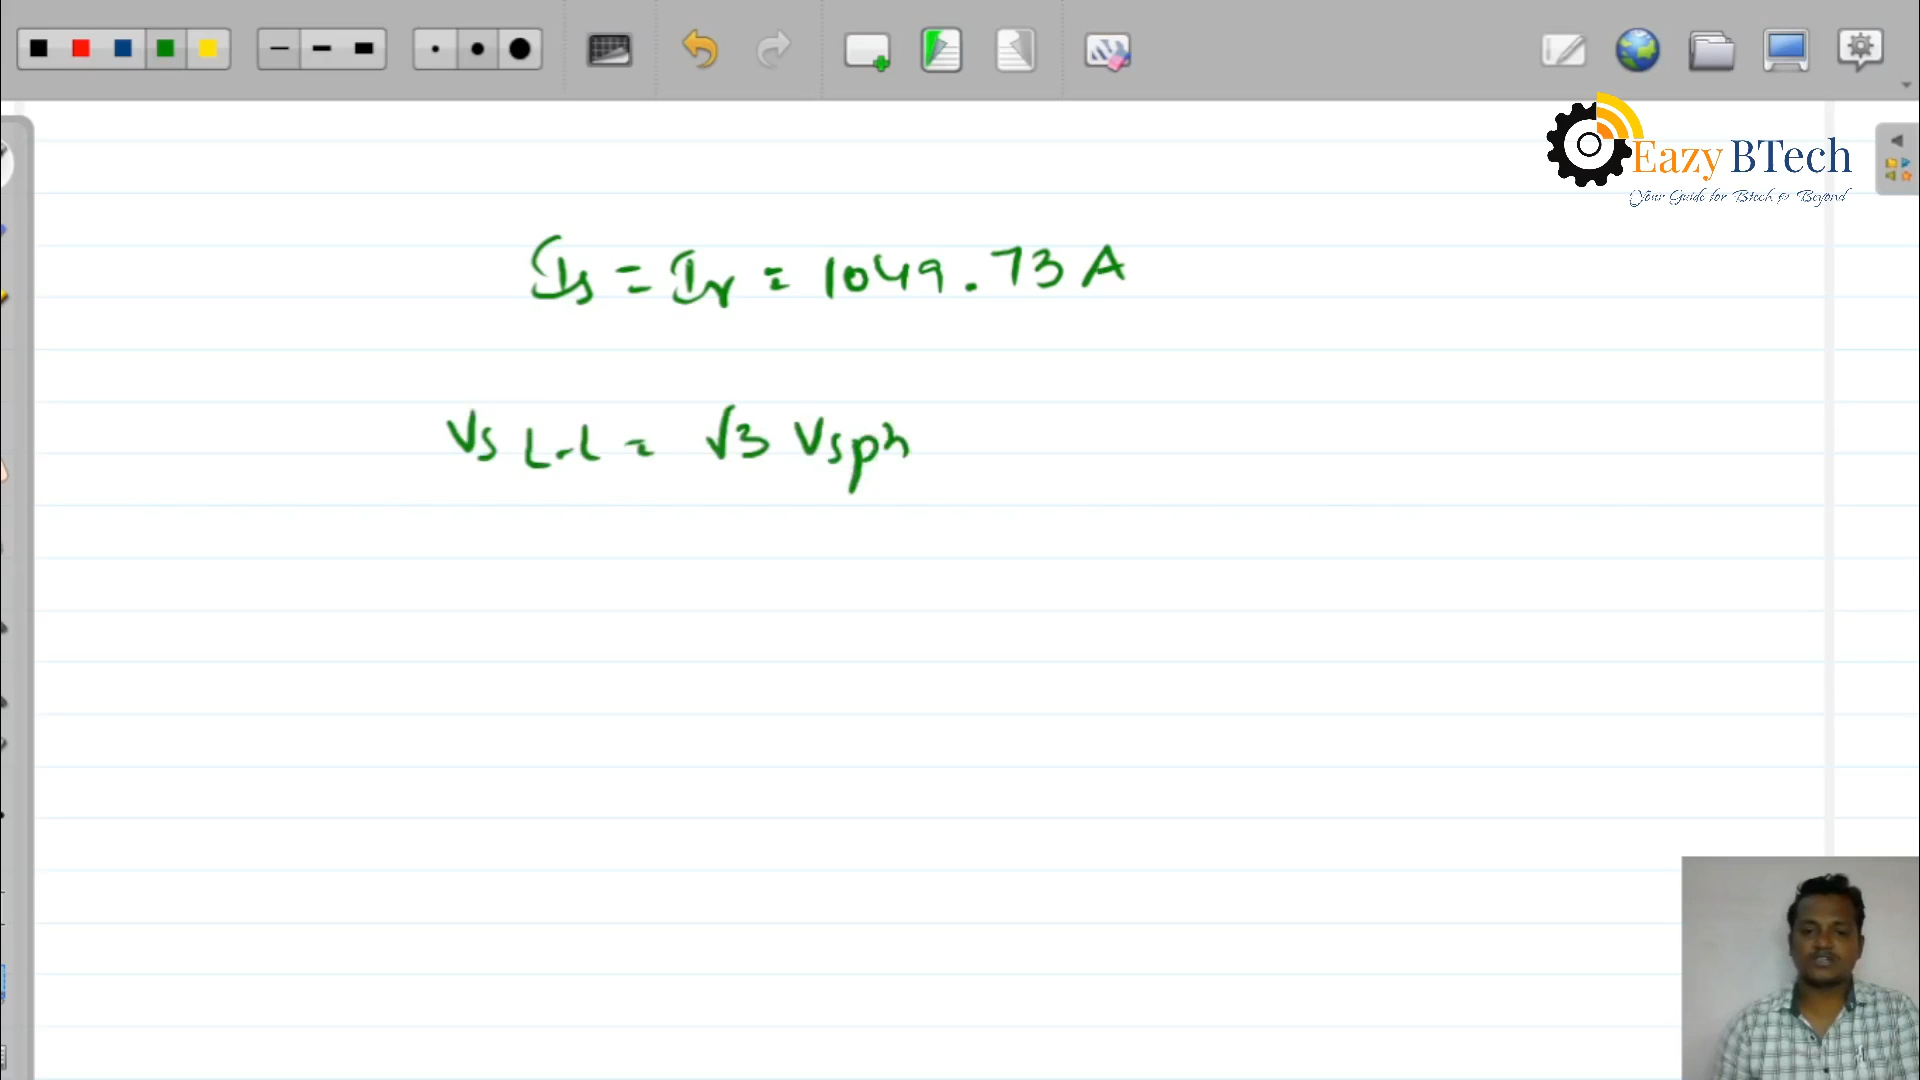 Eazy BTech
Your Guide for Btech & Beyond
Is = Ir = 1049.73 A
Vs L-L = √3 Vsph